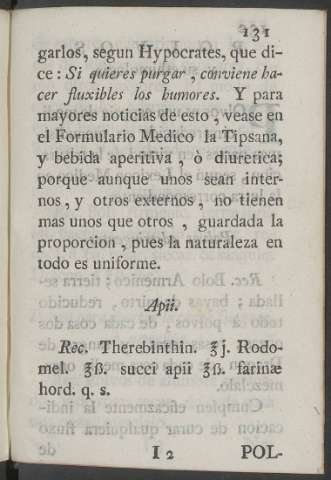 131
garlos, segun Hypocrates, que di-
ce: Si quieres purgar, conviene ha-
cer fluxibles los humores. Y para
mayores noticias de esto, vease en
el Formulario Medico la Tipsana,
y bebida aperitiva, ò diuretica;
porque aunque unos sean inter-
nos, y otros externos, no tienen
mas unos que otros, guardada la
proporcion, pues la naturaleza en
todo es uniforme.
Apii.
Rec. Therebinthin. ℥j. Rodo-
mel. ℥ß. succi apii ℥ß. farinæ
hord. q. s.
I 2 POL-